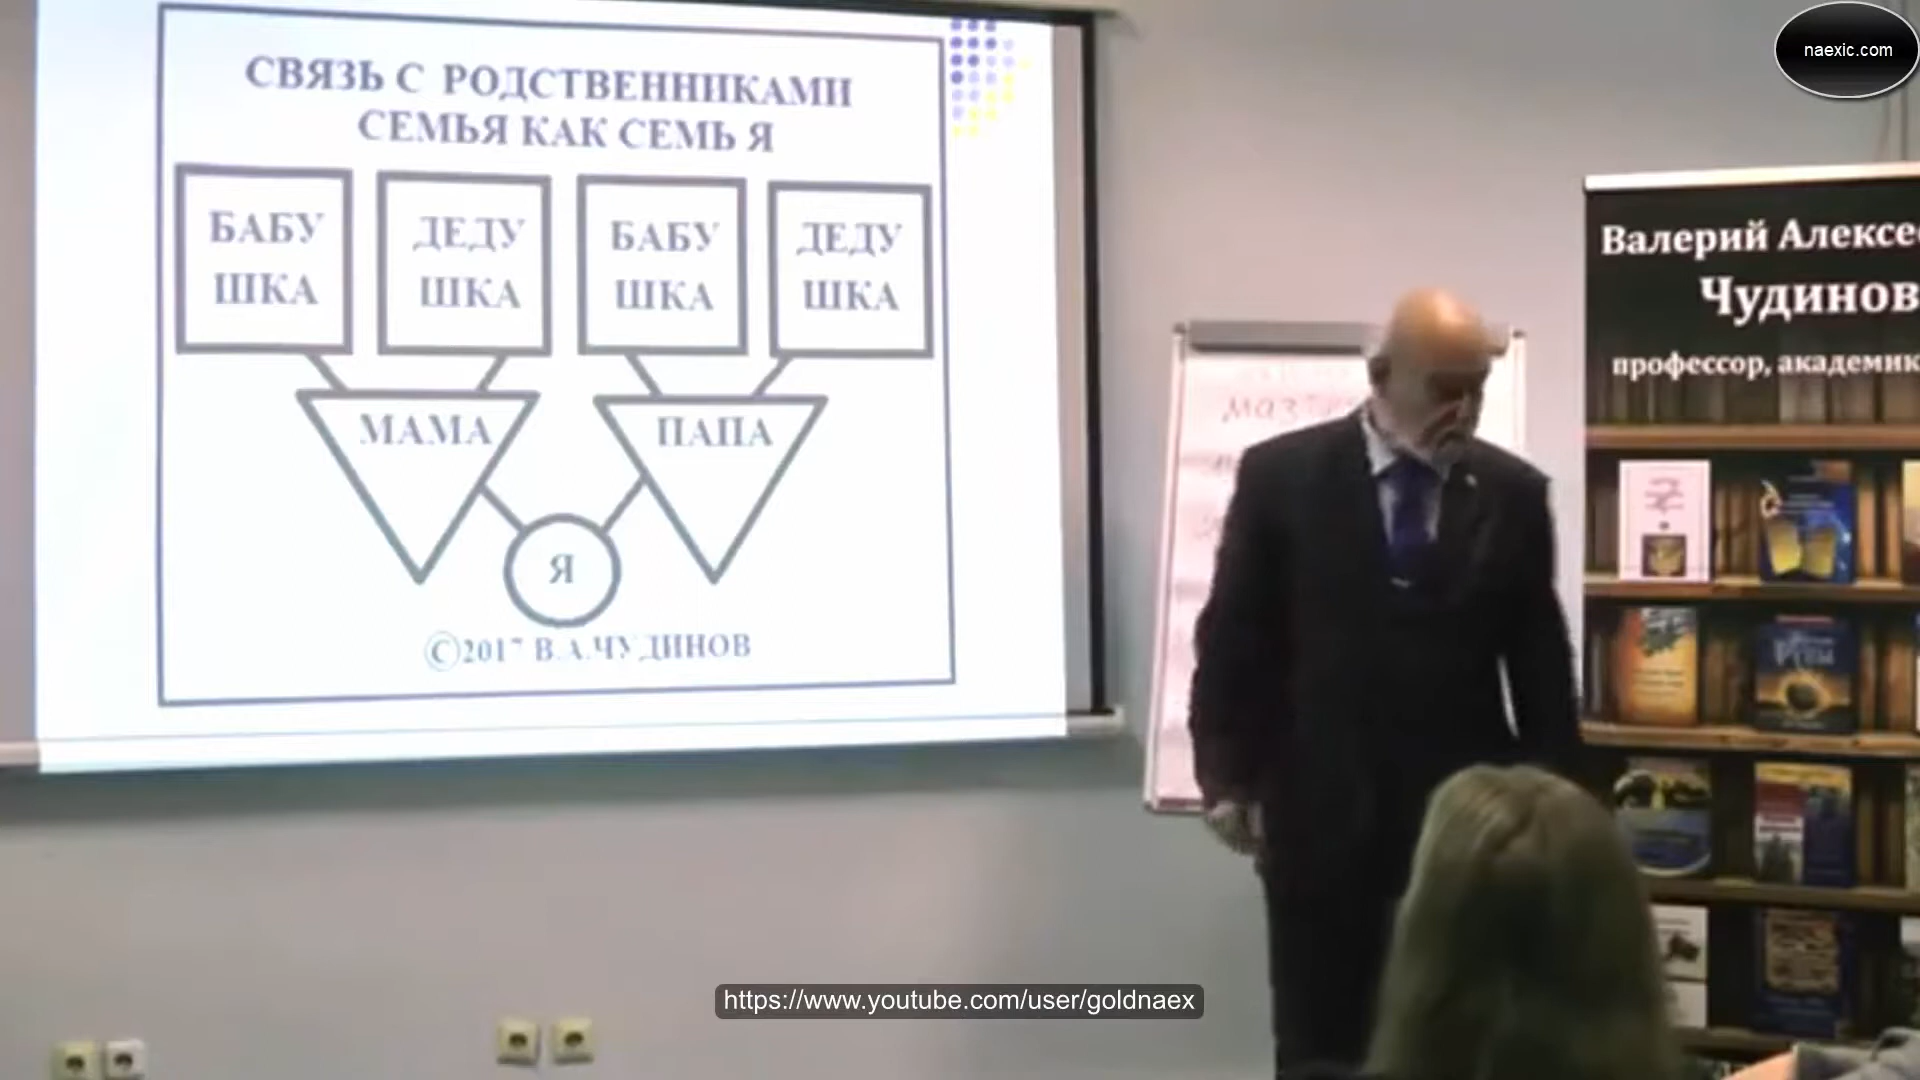 СВЯЗЬ С РОДСТВЕННИКАМИ
СЕМЬЯ КАК СЕМЬ Я
БАБУ
ШКА
ДЕДУ
ШКА
БАБУ
ШКА
ДЕДУ
ШКА
МАМА
ПАПА
Я
©2017 В.А.ЧУДИНОВ
naexic.com
Валерий Алексе
Чудинов
профессор, академик
https://www.youtube.com/user/goldnaex